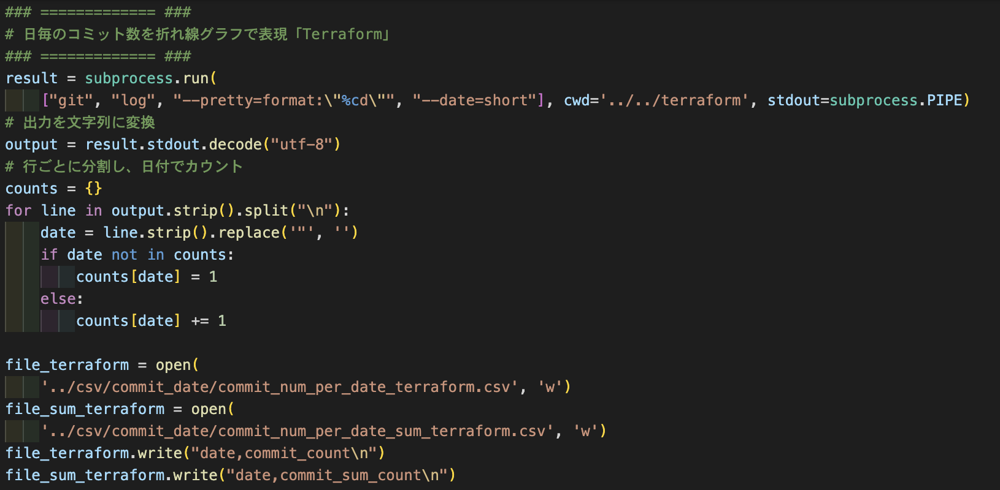 ### ============= ###
# 日毎のコミット数を折れ線グラフで表現「Terraform」
### ============= ###
result = subprocess.run(
    ["git", "log", "--pretty=format:\"%cd\"", "--date=short"], cwd='../../terraform', stdout=subprocess.PIPE)
# 出力を文字列に変換
output = result.stdout.decode("utf-8")
# 行ごとに分割し、日付でカウント
counts = {}
for line in output.strip().split("\n"):
    date = line.strip().replace('"', '')
    if date not in counts:
        counts[date] = 1
    else:
        counts[date] += 1

file_terraform = open(
    '../csv/commit_date/commit_num_per_date_terraform.csv', 'w')
file_sum_terraform = open(
    '../csv/commit_date/commit_num_per_date_sum_terraform.csv', 'w')
file_terraform.write("date,commit_count\n")
file_sum_terraform.write("date,commit_sum_count\n")